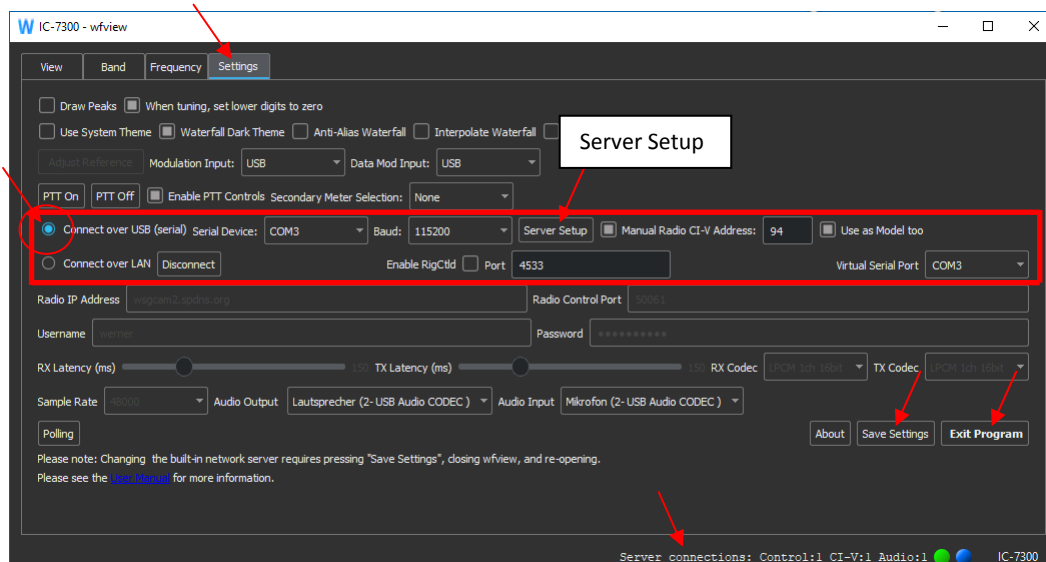 W IC-7300 - wfview
View Band Frequency Settings
Draw Peaks When tuning, set lower digits to zero
Use System Theme Waterfall Dark Theme Anti-Alias Waterfall Interpolate Waterfall
Server Setup
Adjust Reference Modulation Input: USB Data Mod Input: USB
PTT On PTT Off Enable PTT Controls Secondary Meter Selection: None
Connect over USB (serial) Serial Device: COM3 Baud: 115200 Server Setup Manual Radio CI-V Address: 94 Use as Model too
Connect over LAN Disconnect Enable RigCtld Port 4533 Virtual Serial Port COM3
Radio IP Address wsgcam2.spdns.org Radio Control Port 50061
Username werner Password ••••••••••
RX Latency (ms) 150 TX Latency (ms) 150 RX Codec LPCM 1ch 16bit TX Codec LPCM 1ch 16bit
Sample Rate 48000 Audio Output Lautsprecher (2- USB Audio CODEC ) Audio Input Mikrofon (2- USB Audio CODEC )
Polling About Save Settings Exit Program
Please note: Changing the built-in network server requires pressing "Save Settings", closing wfview, and re-opening.
Please see the User Manual for more information.
Server connections: Control:1 CI-V:1 Audio:1 IC-7300